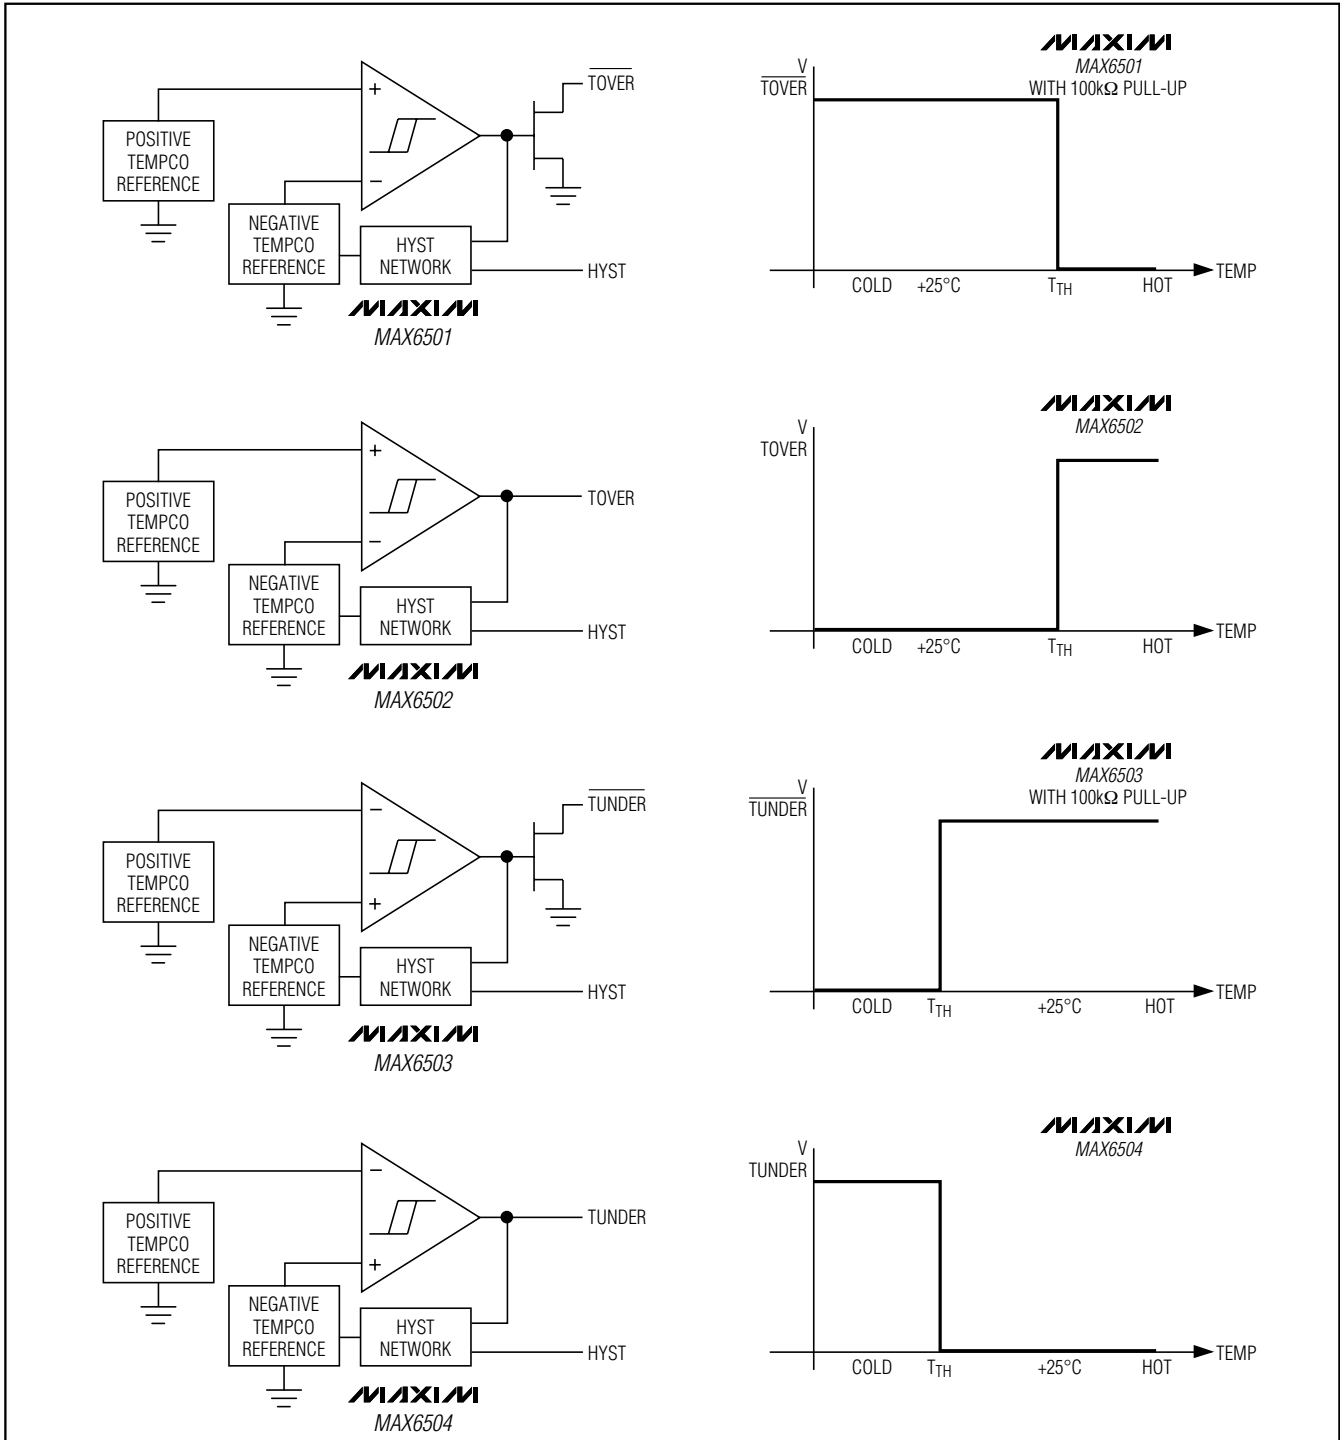 POSITIVE
TEMPCO
REFERENCE
+
−
NEGATIVE
TEMPCO
REFERENCE
HYST
NETWORK
TOVER
HYST
MAXIM
MAX6501
MAXIM
MAX6501
WITH 100kΩ PULL-UP
V
TOVER
COLD +25°C TTH HOT
TEMP
POSITIVE
TEMPCO
REFERENCE
+
−
NEGATIVE
TEMPCO
REFERENCE
HYST
NETWORK
TOVER
HYST
MAXIM
MAX6502
MAXIM
MAX6502
V
TOVER
COLD +25°C TTH HOT
TEMP
POSITIVE
TEMPCO
REFERENCE
−
+
NEGATIVE
TEMPCO
REFERENCE
HYST
NETWORK
TUNDER
HYST
MAXIM
MAX6503
MAXIM
MAX6503
WITH 100kΩ PULL-UP
V
TUNDER
COLD TTH +25°C HOT
TEMP
POSITIVE
TEMPCO
REFERENCE
−
+
NEGATIVE
TEMPCO
REFERENCE
HYST
NETWORK
TUNDER
HYST
MAXIM
MAX6504
MAXIM
MAX6504
V
TUNDER
COLD TTH +25°C HOT
TEMP